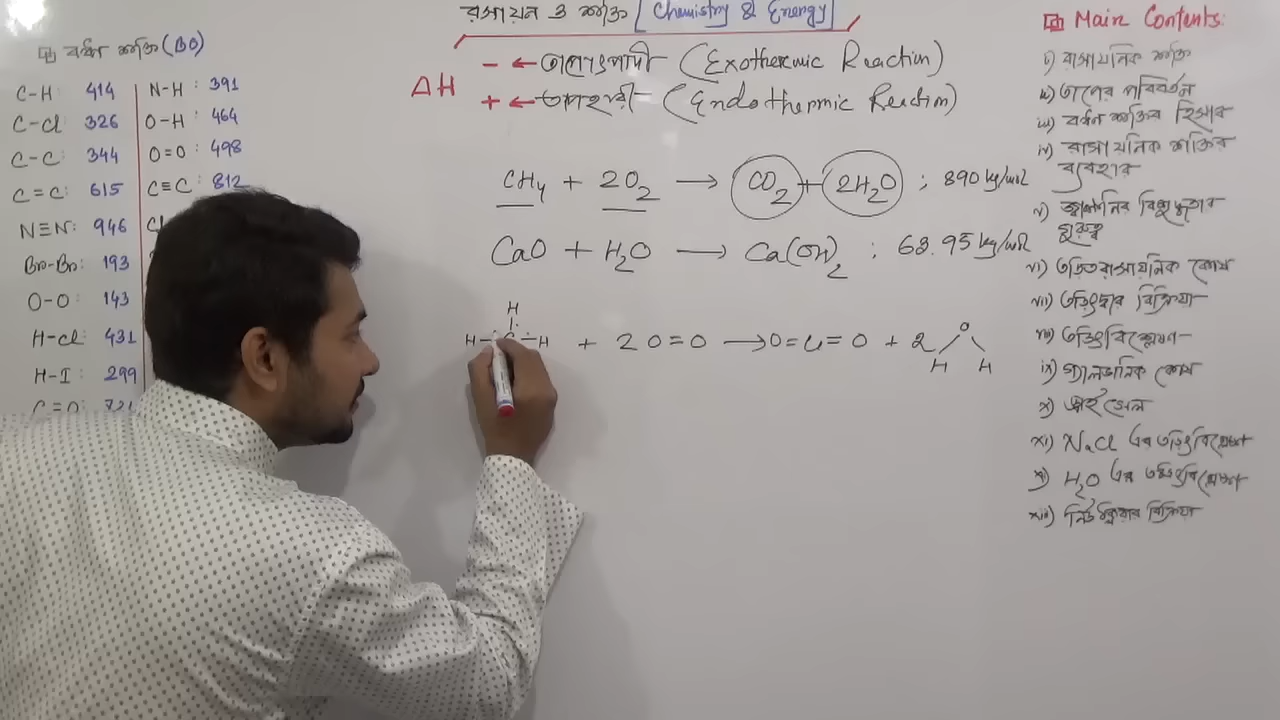 রসায়ন ও শক্তি [Chemistry & Energy]
বন্ধন শক্তি (BO)
C-H: 414
C-Cl: 326
C-C: 344
C=C: 615
N≡N: 946
Br-Br: 193
O-O: 143
H-Cl: 431
H-I: 299
C=O: 724
N-H: 391
O-H: 464
O=O: 498
C≡C: 812
ΔH
- ← তাপোৎপাদী (Exothermic Reaction)
+ ← তাপহারী (Endothermic Reaction)
CH4 + 2O2 → CO2 + 2H2O ; 890 kg/mol
CaO + H2O → Ca(OH)2 ; 63.95 kg/mol
H
H - C - H + 2 O=O → O=C=O + 2 O
H H
Main Contents:
i) রাসায়নিক শক্তি
ii) তাপের পরিবর্তন
iii) বন্ধন শক্তির হিসাব
iv) রাসায়নিক শক্তির
ব্যবহার
v) জ্বালানির বিশুদ্ধতার
গুরুত্ব
vi) তড়িৎরাসায়নিক কোষ
vii) তড়িৎদ্বার বিক্রিয়া
viii) তড়িৎবিশ্লেষণ
ix) গ্যালভানিক কোষ
x) ড্রাই সেল
xi) NaCl এর তড়িৎবিশ্লেষণ
xii) H2O এর তড়িৎবিশ্লেষণ
xiii) নিউক্লিয়ার বিক্রিয়া